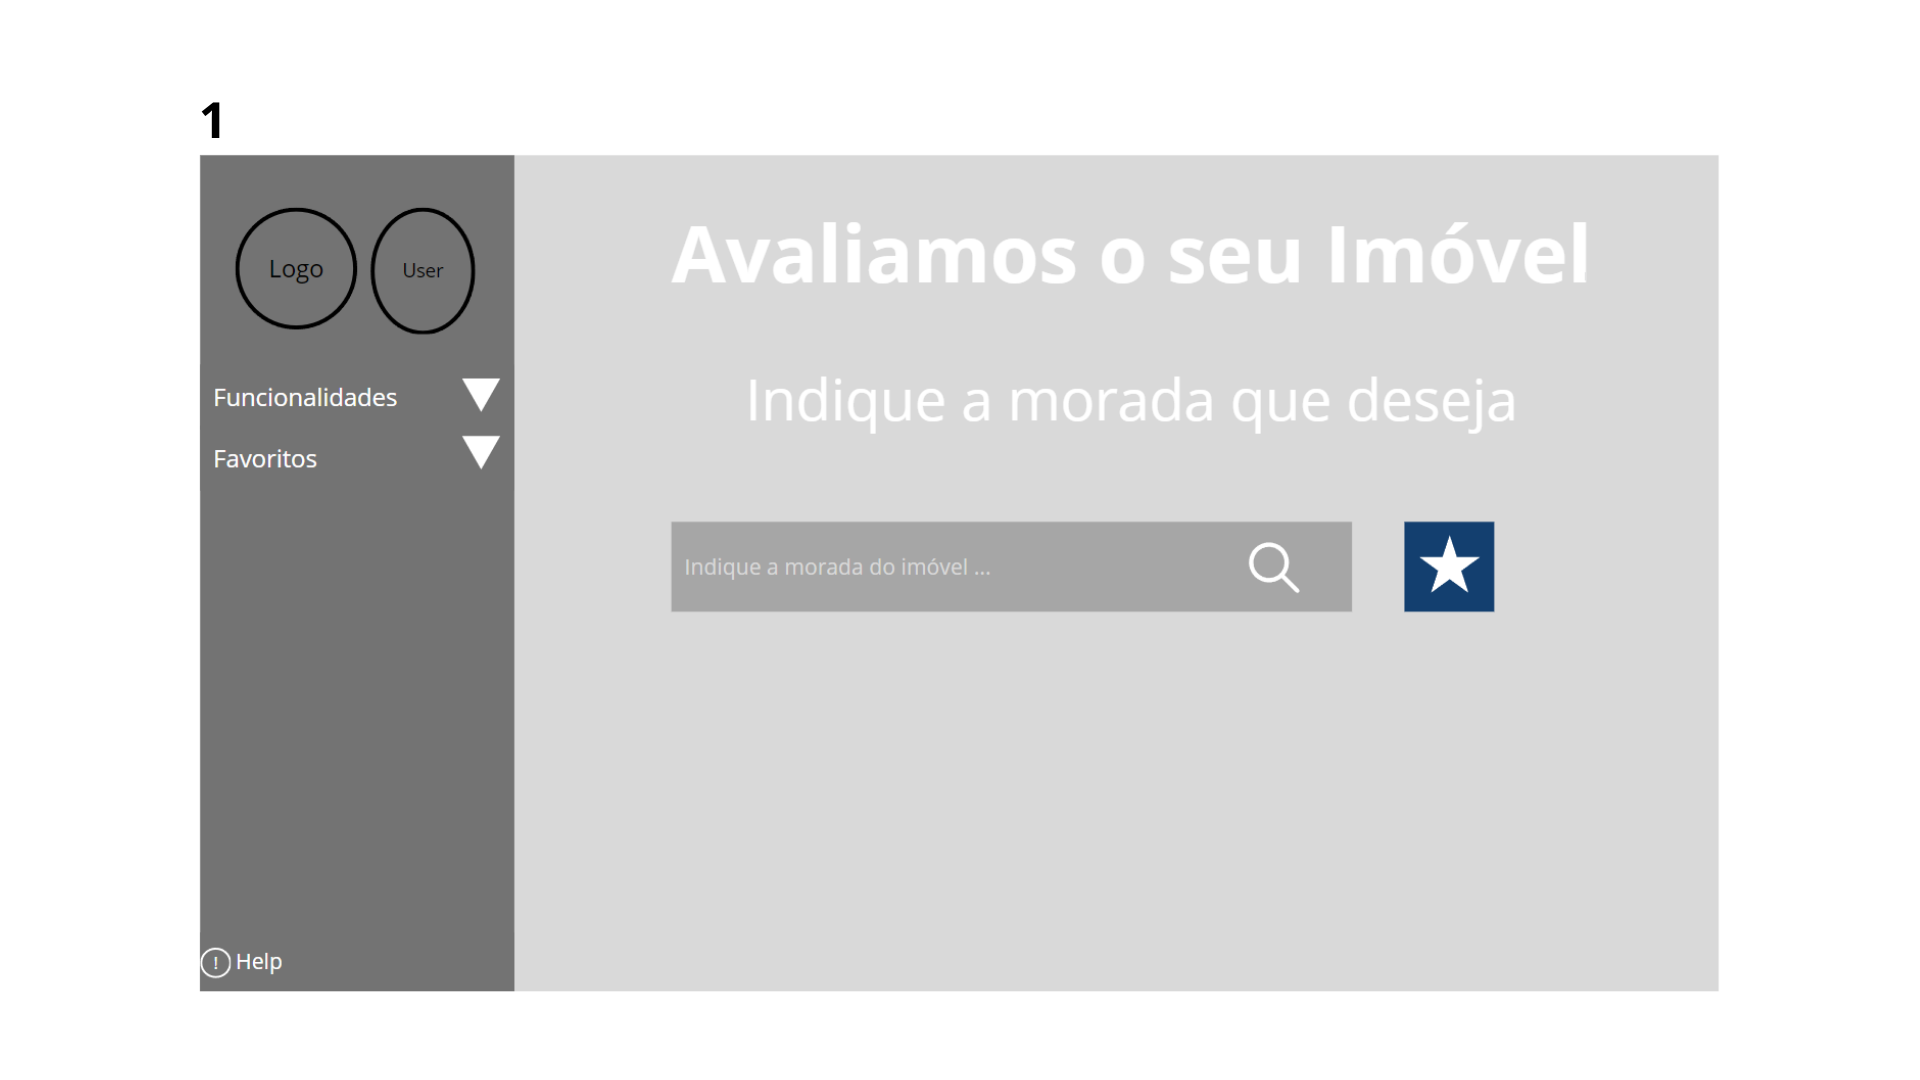 1
Logo
User
Funcionalidades
Favoritos
Help
Avaliamos o seu Imóvel
Indique a morada que deseja
Indique a morada do imóvel ...